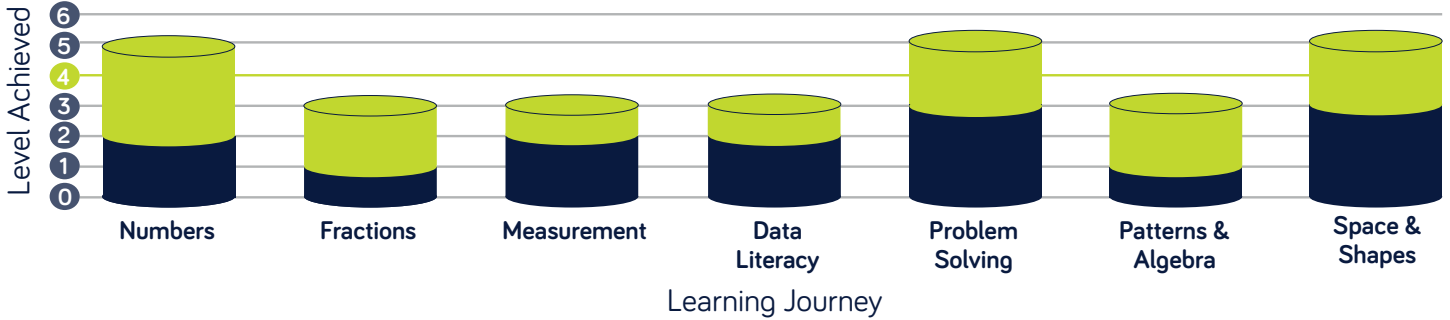 Level Achieved
6
5
4
3
2
1
0
Numbers
Fractions
Measurement
Data
Literacy
Problem
Solving
Patterns &
Algebra
Space &
Shapes
Learning Journey